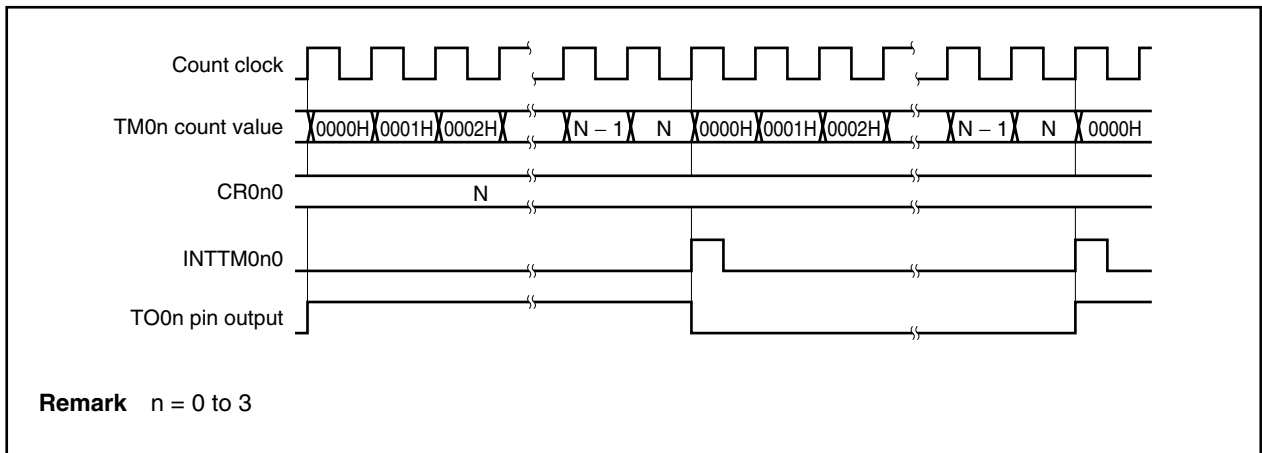 Count clock
TM0n count value 0000H 0001H 0002H N − 1 N 0000H 0001H 0002H N − 1 N 0000H
CR0n0 N
INTTM0n0
TO0n pin output
Remark n = 0 to 3